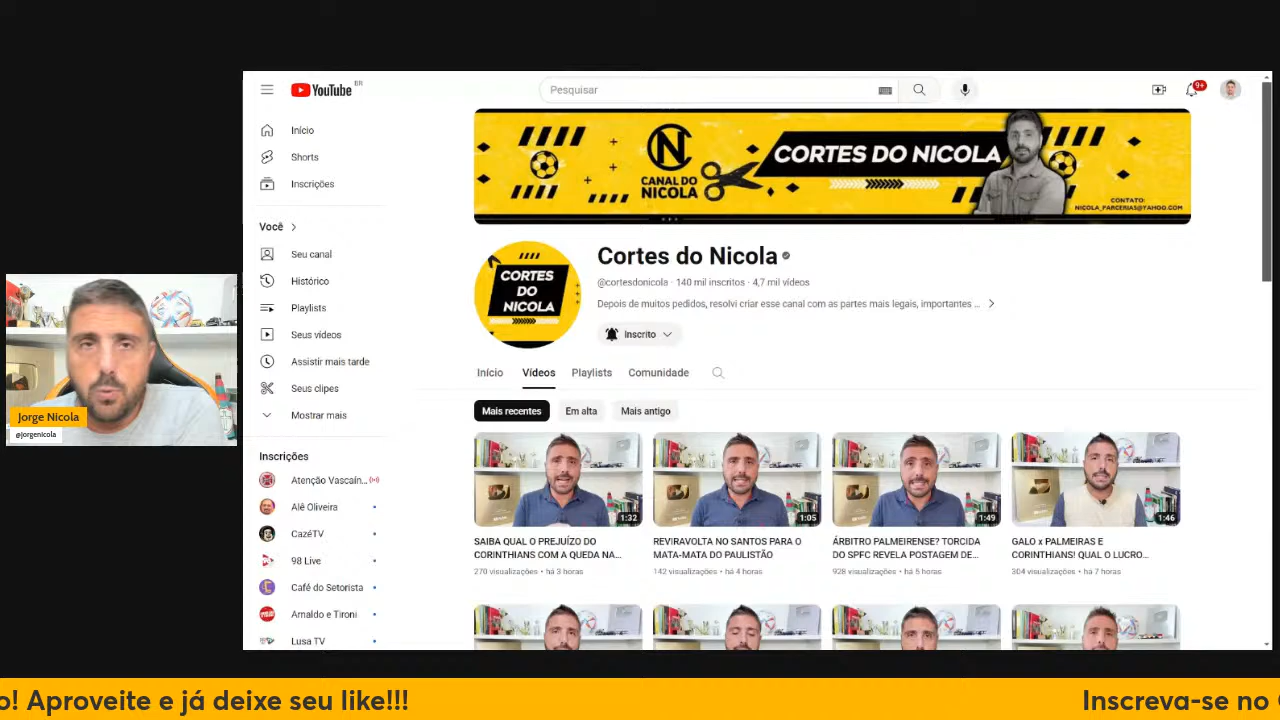 YouTube BR
Pesquisar
9+
Início
Shorts
Inscrições
Você
Seu canal
Histórico
Playlists
Seus vídeos
Assistir mais tarde
Seus clipes
Mostrar mais
Inscrições
Atenção Vascaín...
Alê Oliveira
CazéTV
98 Live
Café do Setorista
Arnaldo e Tironi
Lusa TV
N
CANAL DO
NICOLA
CORTES DO NICOLA
CONTATO:
NICOLA_PARCERIAS@YAHOO.COM
CORTES
DO
NICOLA
Cortes do Nicola
@cortesdonicola · 140 mil inscritos · 4,7 mil vídeos
Depois de muitos pedidos, resolvi criar esse canal com as partes mais legais, importantes ...
Inscrito
Início Vídeos Playlists Comunidade
Mais recentes Em alta Mais antigo
1:32
SAIBA QUAL O PREJUÍZO DO
CORINTHIANS COM A QUEDA NA...
270 visualizações • há 3 horas
1:05
REVIRAVOLTA NO SANTOS PARA O
MATA-MATA DO PAULISTÃO
142 visualizações • há 4 horas
1:49
ÁRBITRO PALMEIRENSE? TORCIDA
DO SPFC REVELA POSTAGEM DE...
928 visualizações • há 5 horas
1:46
GALO x PALMEIRAS E
CORINTHIANS! QUAL O LUCRO...
304 visualizações • há 7 horas
Jorge Nicola
@jorgenicola
o! Aproveite e já deixe seu like!!!
Inscreva-se no